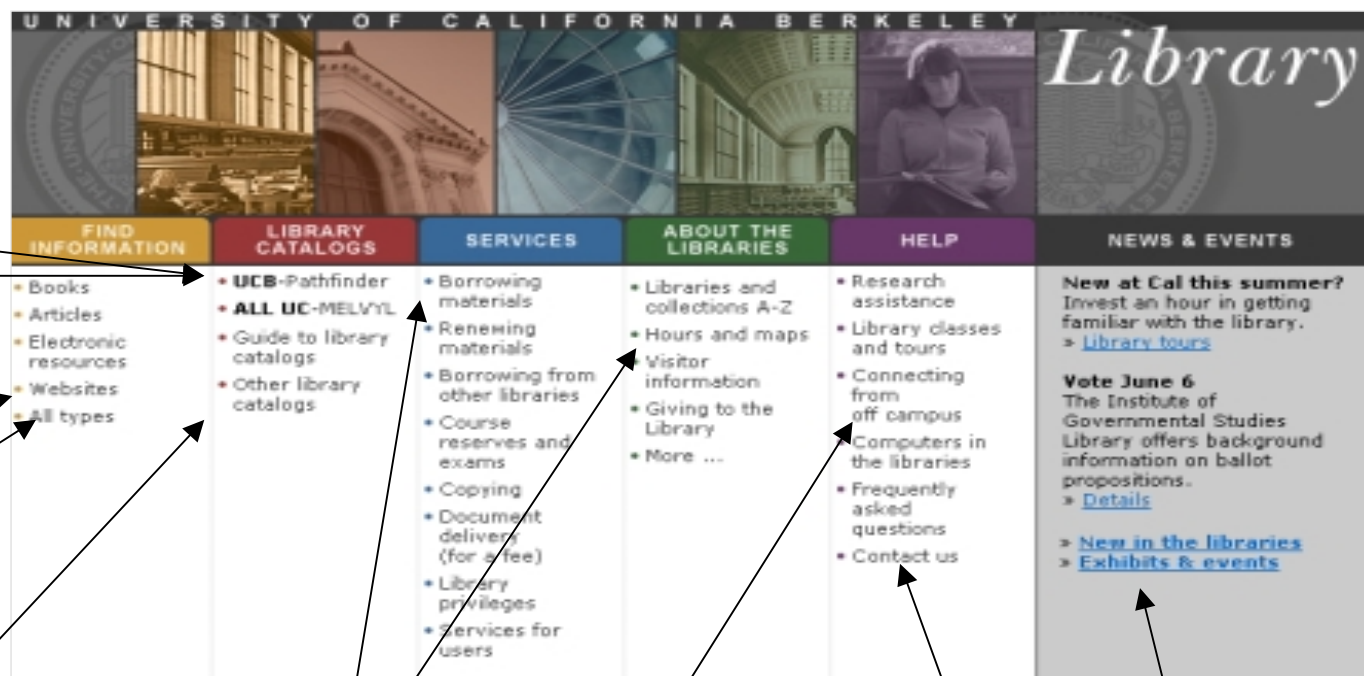 UNIVERSITY OF CALIFORNIA BERKELEY
Library
FIND
INFORMATION
Books
Articles
Electronic
resources
Websites
All types
LIBRARY
CATALOGS
UCB-Pathfinder
ALL UC-MELVYL
Guide to library
catalogs
Other library
catalogs
SERVICES
Borrowing
materials
Renewing
materials
Borrowing from
other libraries
Course
reserves and
exams
Copying
Document
delivery
(for a fee)
Library
privileges
Services for
users
ABOUT THE
LIBRARIES
Libraries and
collections A-Z
Hours and maps
Visitor
information
Giving to the
Library
More ...
HELP
Research
assistance
Library classes
and tours
Connecting
from
off campus
Computers in
the libraries
Frequently
asked
questions
Contact us
NEWS & EVENTS
New at Cal this summer?
Invest an hour in getting
familiar with the library.
» Library tours
Vote June 6
The Institute of
Governmental Studies
Library offers background
information on ballot
propositions.
» Details
» New in the libraries
» Exhibits & events